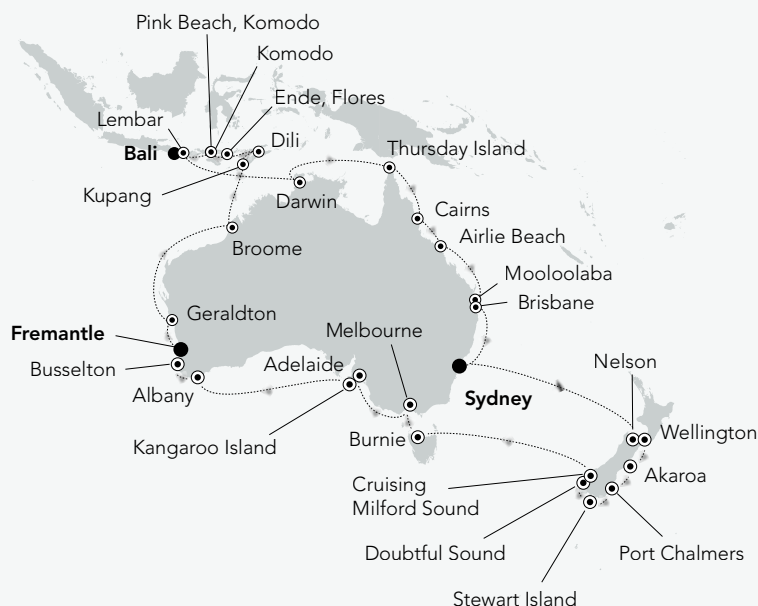 Pink Beach, Komodo
Komodo
Ende, Flores
Lembar
Dili
Bali
Thursday Island
Kupang
Darwin
Cairns
Airlie Beach
Broome
Mooloolaba
Brisbane
Geraldton
Melbourne
Fremantle
Nelson
Busselton
Adelaide
Albany
Sydney
Wellington
Kangaroo Island
Burnie
Akaroa
Cruising
Milford Sound
Doubtful Sound
Port Chalmers
Stewart Island